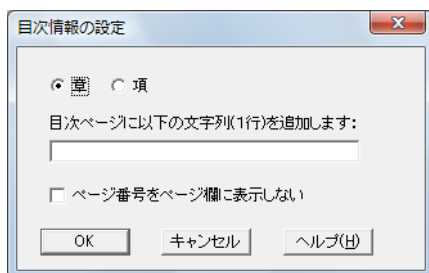 目次情報の設定
章 項
目次ページに以下の文字列(1行)を追加します:
ページ番号をページ欄に表示しない
OK キャンセル ヘルプ(H)